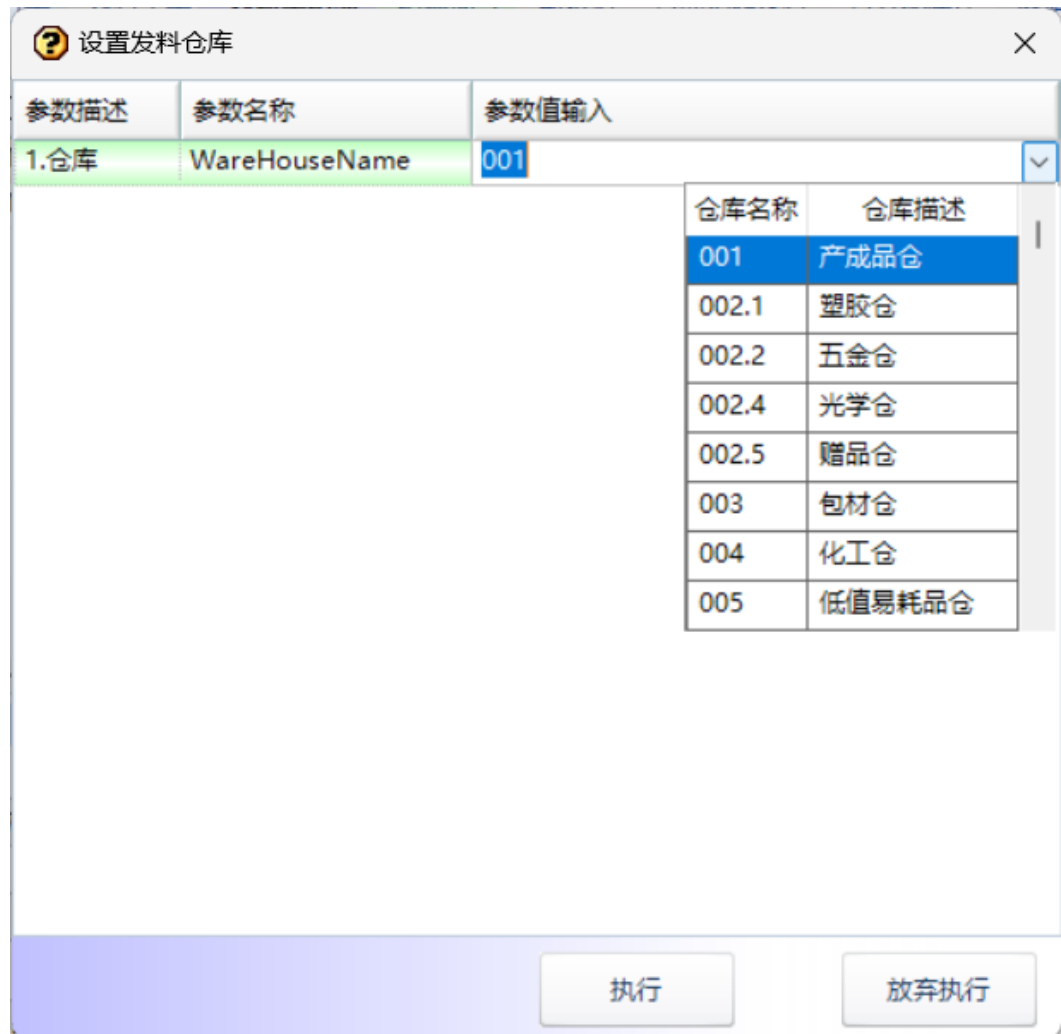 设置发料仓库
参数描述 参数名称 参数值输入
1.仓库 WareHouseName 001
仓库名称 仓库描述
001 产成品仓
002.1 塑胶仓
002.2 五金仓
002.4 光学仓
002.5 赠品仓
003 包材仓
004 化工仓
005 低值易耗品仓
执行 放弃执行